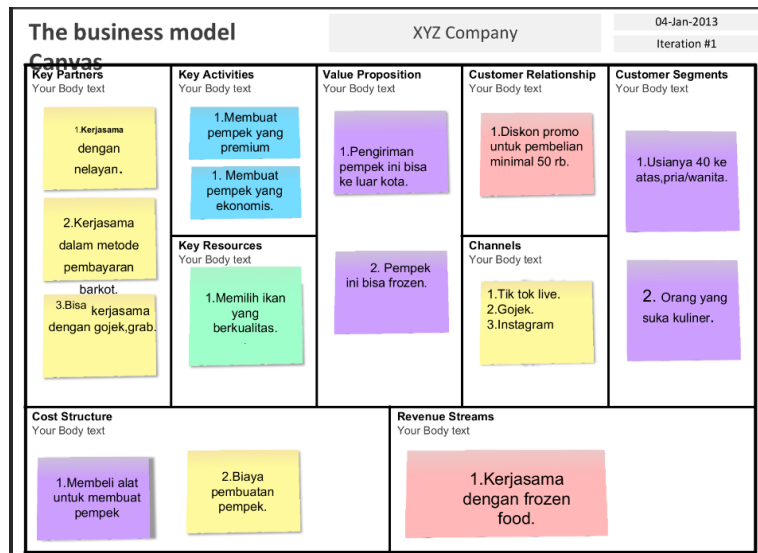 The business model
Canvas
XYZ Company
04-Jan-2013
Iteration #1
Key Partners
Your Body text
1.Kerjasama
dengan
nelayan.
2.Kerjasama
dalam metode
pembayaran
barkot.
3.Bisa kerjasama
dengan gojek,grab.
Key Activities
Your Body text
1.Membuat
pempek yang
premium
1. Membuat
pempek yang
ekonomis.
Key Resources
Your Body text
1.Memilih ikan
yang
berkualitas.
.
Value Proposition
Your Body text
1.Pengiriman
pempek ini bisa
ke luar kota.
2. Pempek
ini bisa frozen.
Customer Relationship
Your Body text
1.Diskon promo
untuk pembelian
minimal 50 rb.
Channels
Your Body text
1.Tik tok live.
2.Gojek.
3.Instagram
Customer Segments
Your Body text
1.Usianya 40 ke
atas,pria/wanita.
2. Orang yang
suka kuliner.
Cost Structure
Your Body text
1.Membeli alat
untuk membuat
pempek
2.Biaya
pembuatan
pempek.
Revenue Streams
Your Body text
1.Kerjasama
dengan frozen
food.